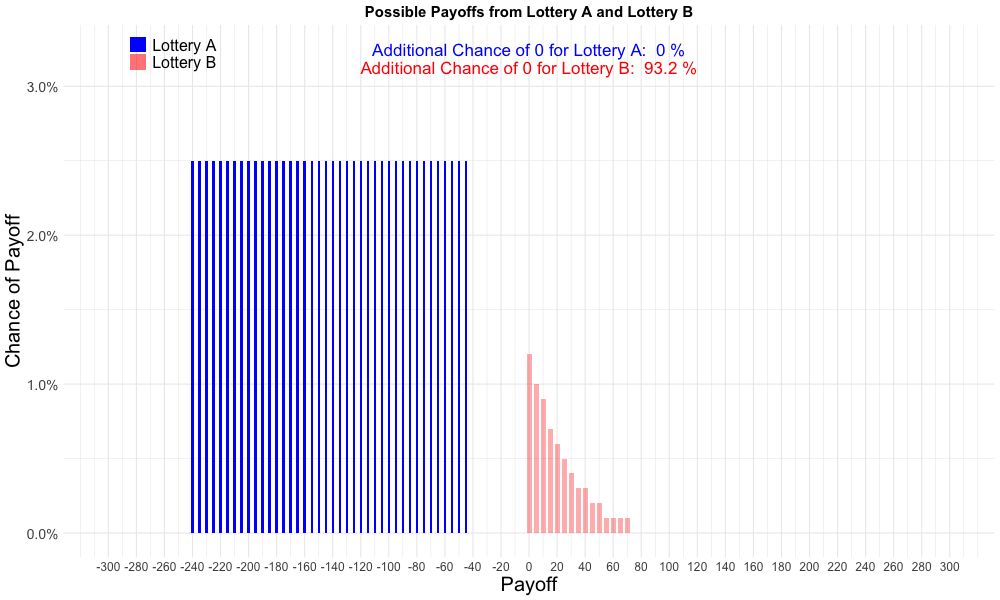 Possible Payoffs from Lottery A and Lottery B
Lottery A
Lottery B
Additional Chance of 0 for Lottery A:  0 %
Additional Chance of 0 for Lottery B:  93.2 %
Chance of Payoff
3.0%
2.0%
1.0%
0.0%
-300 -280 -260 -240 -220 -200 -180 -160 -140 -120 -100 -80 -60 -40 -20 0 20 40 60 80 100 120 140 160 180 200 220 240 260 280 300
Payoff